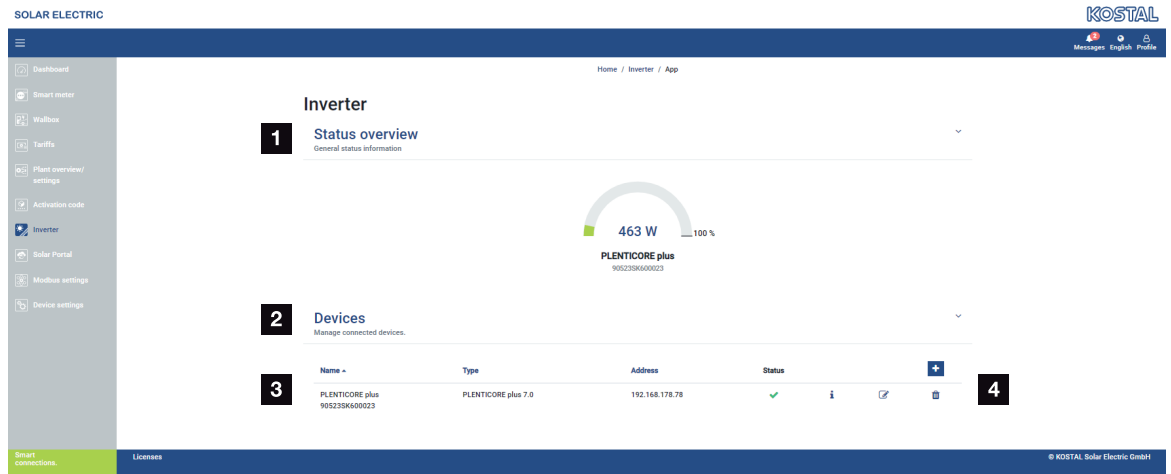 SOLAR ELECTRIC
KOSTAL
2
Messages English Profile
Dashboard
Home / Inverter / App
Smart meter
Wallbox
Tariffs
Plant overview/
settings
Activation code
Inverter
Solar Portal
Modbus settings
Device settings
Inverter
1
Status overview
General status information
463 W
100 %
PLENTICORE plus
90523SK600023
2
Devices
Manage connected devices.
Name Type Address Status
3
PLENTICORE plus PLENTICORE plus 7.0 192.168.178.78
90523SK600023
4
Smart
connections.
Licenses
© KOSTAL Solar Electric GmbH